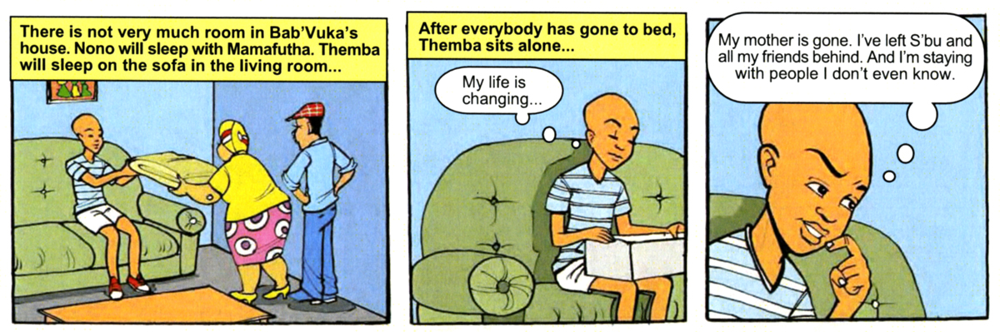 There is not very much room in Bab'Vuka's
house. Nono will sleep with Mamafutha. Themba
will sleep on the sofa in the living room...
After everybody has gone to bed,
Themba sits alone...
My life is
changing...
My mother is gone. I've left S'bu and
all my friends behind. And I'm staying
with people I don't even know.